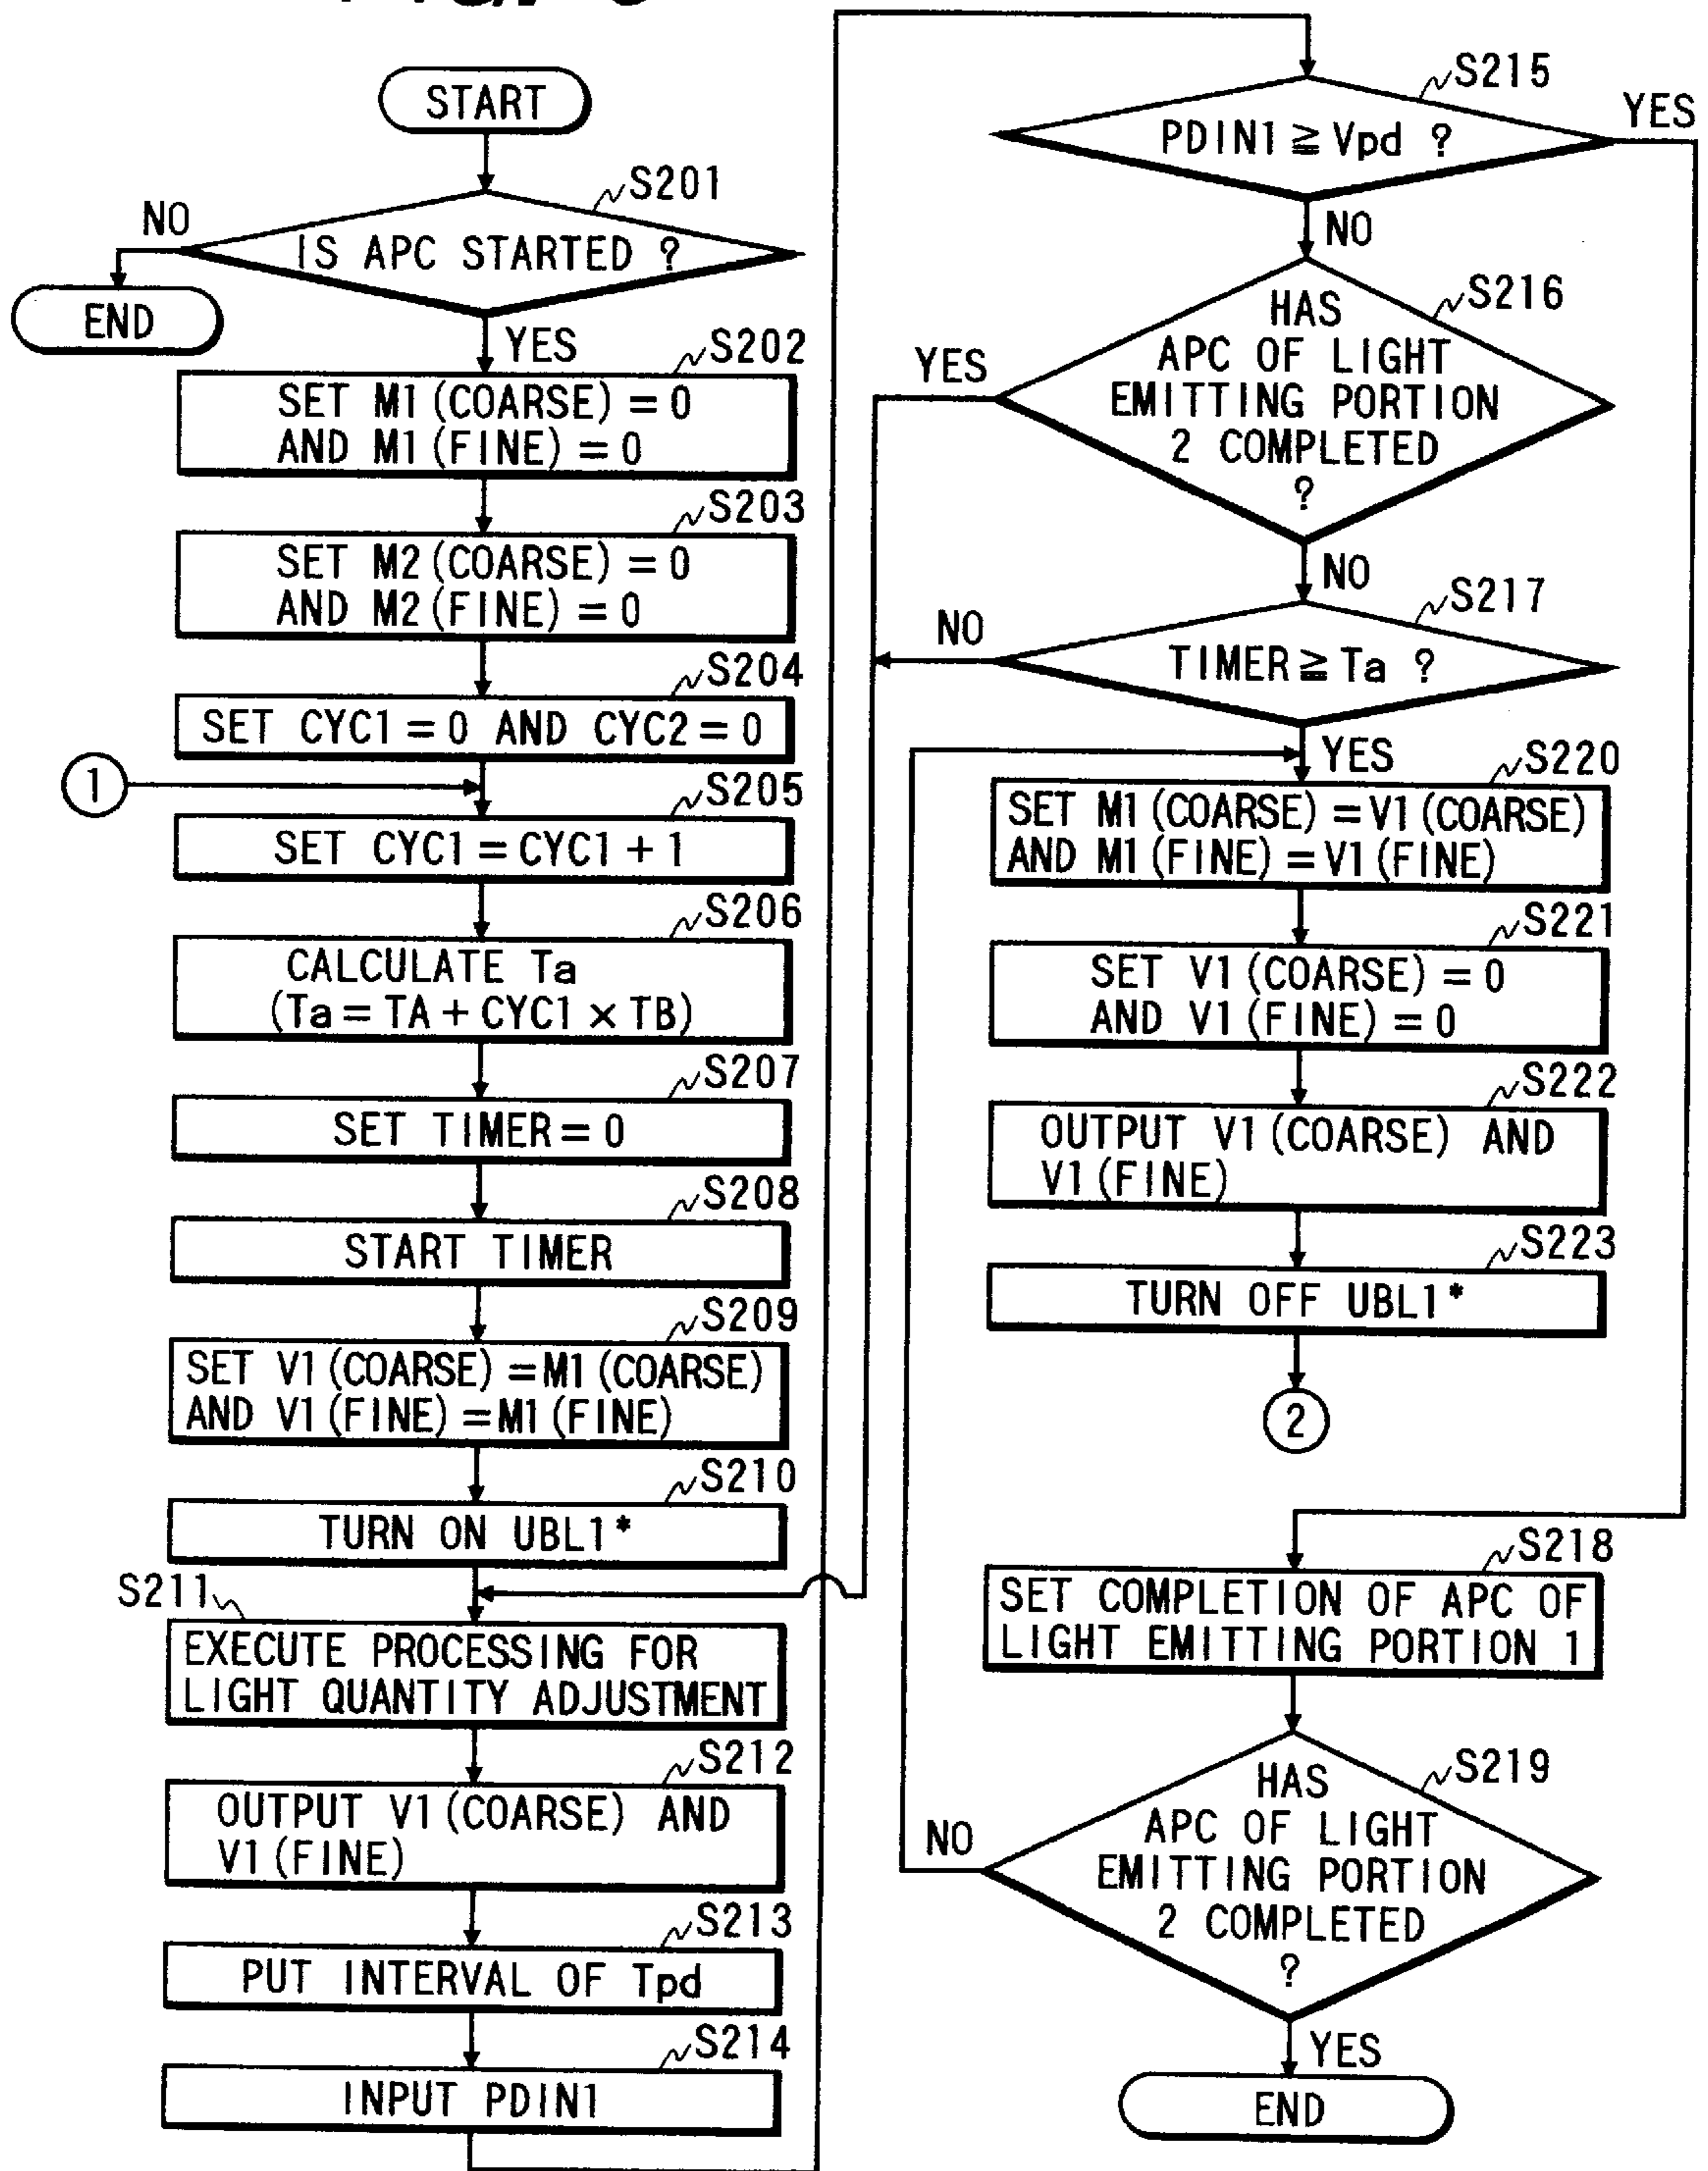 START
S201
NO
IS APC STARTED ?
END
YES
S202
SET M1(COARSE) = 0
AND M1(FINE) = 0
S203
SET M2(COARSE) = 0
AND M2(FINE) = 0
S204
SET CYC1 = 0 AND CYC2 = 0
1
S205
SET CYC1 = CYC1 + 1
S206
CALCULATE Ta
(Ta = TA + CYC1 × TB)
S207
SET TIMER = 0
S208
START TIMER
S209
SET V1(COARSE) = M1(COARSE)
AND V1(FINE) = M1(FINE)
S210
TURN ON UBL1*
S211
EXECUTE PROCESSING FOR
LIGHT QUANTITY ADJUSTMENT
S212
OUTPUT V1(COARSE) AND
V1(FINE)
S213
PUT INTERVAL OF Tpd
S214
INPUT PDIN1
S215
YES
PDIN1 ≧ Vpd ?
NO
S216
HAS
APC OF LIGHT
EMITTING PORTION
2 COMPLETED
?
YES
NO
S217
NO
TIMER ≧ Ta ?
YES
S220
SET M1(COARSE) = V1(COARSE)
AND M1(FINE) = V1(FINE)
S221
SET V1(COARSE) = 0
AND V1(FINE) = 0
S222
OUTPUT V1(COARSE) AND
V1(FINE)
S223
TURN OFF UBL1*
2
S218
SET COMPLETION OF APC OF
LIGHT EMITTING PORTION 1
S219
HAS
APC OF LIGHT
EMITTING PORTION
2 COMPLETED
?
NO
YES
END